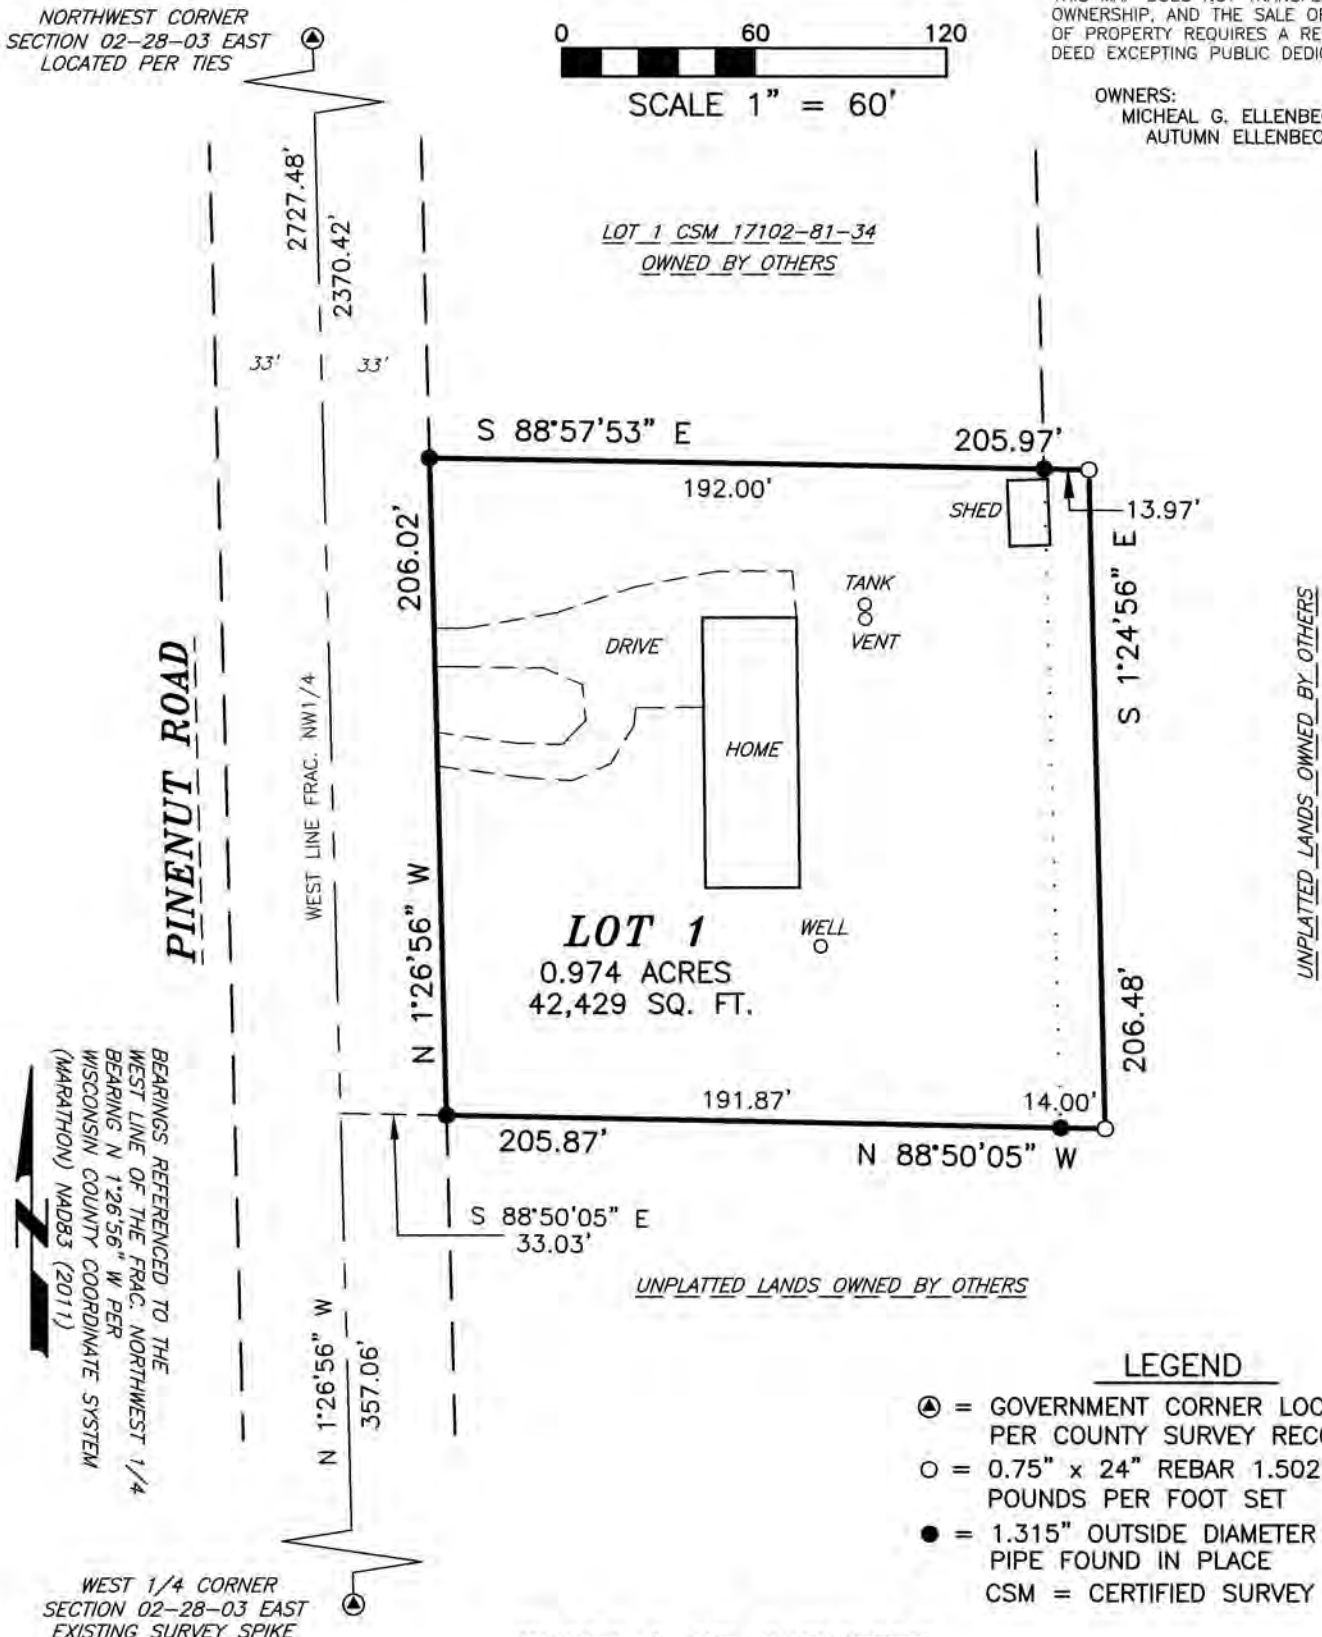 NORTHWEST CORNER
SECTION 02-28-03 EAST
LOCATED PER TIES
0 60 120
SCALE 1" = 60'
OWNERSHIP, AND THE SALE OF
OF PROPERTY REQUIRES A
DEED EXCEPTING PUBLIC
OWNERS:
MICHEAL G.
AUTUMN
2727.48'
2370.42'
LOT 1 CSM 17102-81-34
OWNED BY OTHERS
33'
33'
S 88°57'53" E
205.97'
192.00'
SHED
13.97'
206.02'
S 1°24'56" E
TANK
VENT
DRIVE
HOME
PINENUT ROAD
WEST LINE FRAC. NW1/4
UNPLATTED LANDS OWNED BY OTHERS
N 1°26'56" W
LOT 1
0.974 ACRES
42,429 SQ. FT.
WELL
206.48'
BEARINGS REFERENCED TO THE
WEST LINE OF THE FRAC. NORTHWEST 1/4
BEARING N 1°26'56" W PER
WISCONSIN COUNTY COORDINATE SYSTEM
(MARATHON) NAD83 (2011)
N
191.87'
14.00'
205.87'
N 88°50'05" W
S 88°50'05" E
33.03'
UNPLATTED LANDS OWNED BY OTHERS
N 1°26'56" W
357.06'
LEGEND
= GOVERNMENT CORNER
PER COUNTY SURVEY
= 0.75" x 24" REBAR 1.502
POUNDS PER FOOT SET
= 1.315" OUTSIDE DIAMETER
PIPE FOUND IN PLACE
CSM = CERTIFIED SURVEY
WEST 1/4 CORNER
SECTION 02-28-03 EAST
EXISTING SURVEY SPIKE